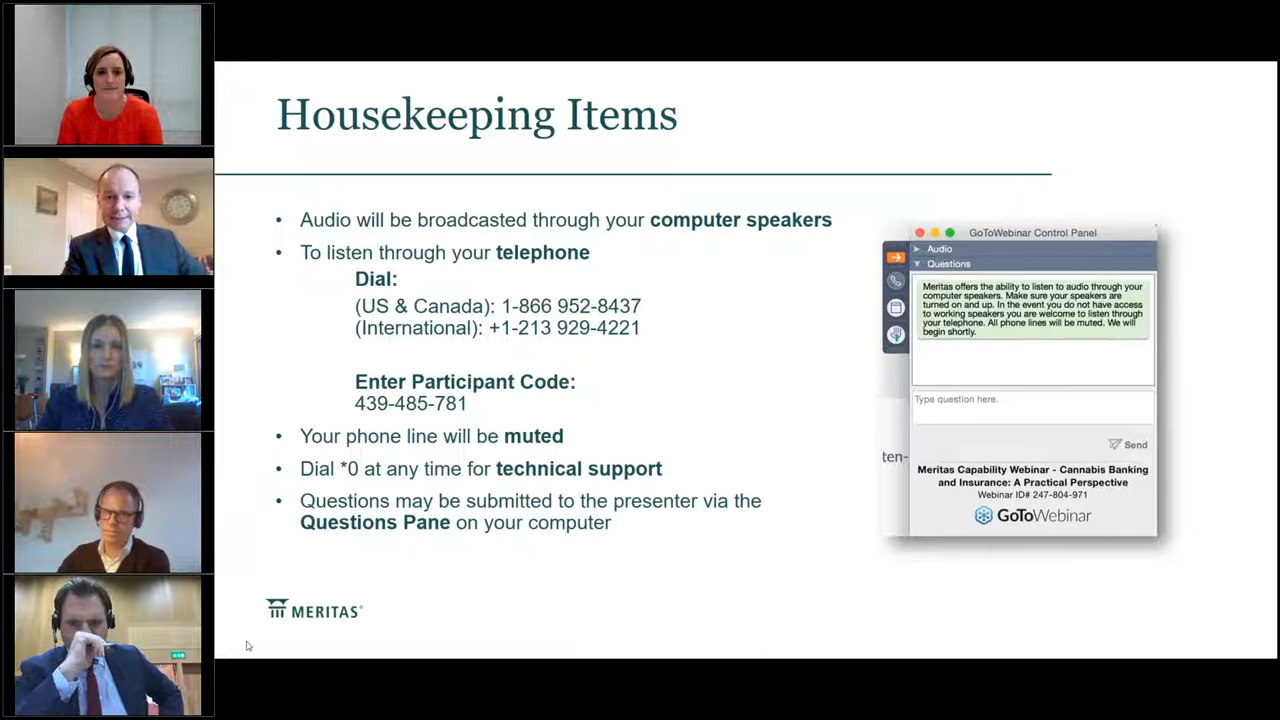 Housekeeping Items
• Audio will be broadcasted through your computer speakers
• To listen through your telephone
Dial:
(US & Canada): 1-866 952-8437
(International): +1-213 929-4221
Enter Participant Code:
439-485-781
• Your phone line will be muted
• Dial *0 at any time for technical support
• Questions may be submitted to the presenter via the
Questions Pane on your computer
MERITAS®
GoToWebinar Control Panel
Audio
Questions
Meritas offers the ability to listen to audio through your
computer speakers. Make sure your speakers are
turned on and up. In the event you do not have access
to working speakers you are welcome to listen through
your telephone. All phone lines will be muted. We will
begin shortly.
Type question here.
ten-
Send
Meritas Capability Webinar - Cannabis Banking
and Insurance: A Practical Perspective
Webinar ID# 247-804-971
GoToWebinar